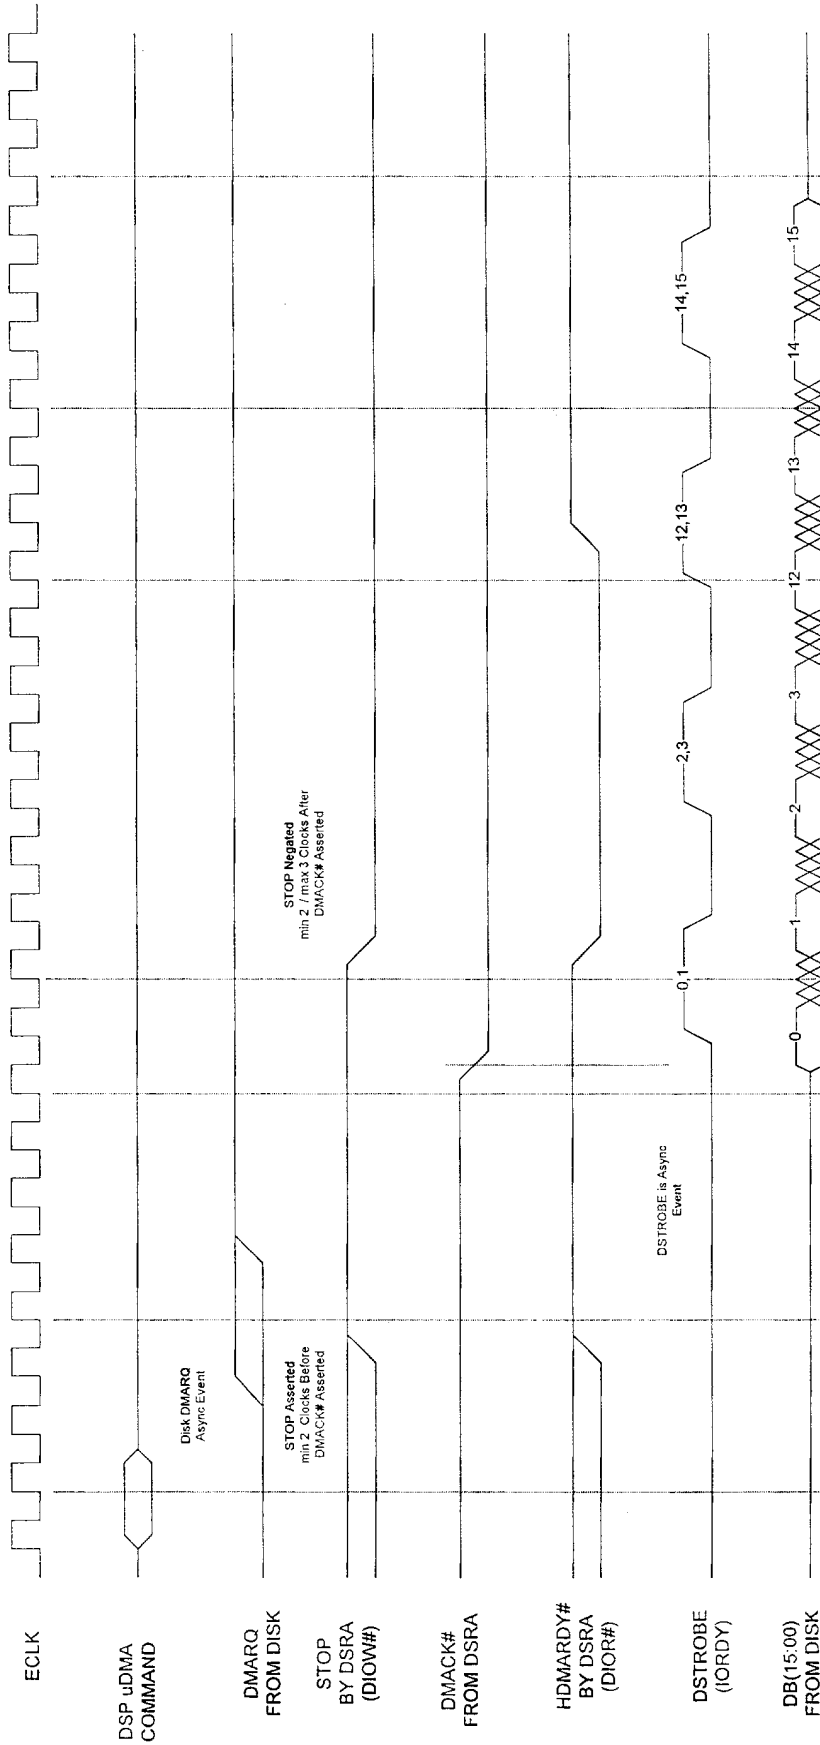 ECLK
DSP uDMA
COMMAND
Disk DMARQ
Async Event
DMARQ
FROM DISK
STOP Asserted
min 2 Clocks Before
DMACK# Asserted
STOP Negated
min 2 / max 3 Clocks After
DMACK# Asserted
STOP
BY DSRA
(DIOW#)
DMACK#
FROM DSRA
HDMARDY#
BY DSRA
(DIOR#)
DSTROBE is Async
Event
DSTROBE
(IORDY)
0,1
2,3
12,13
14,15
DB(15:00)
FROM DISK
0
1
2
3
12
13
14
15